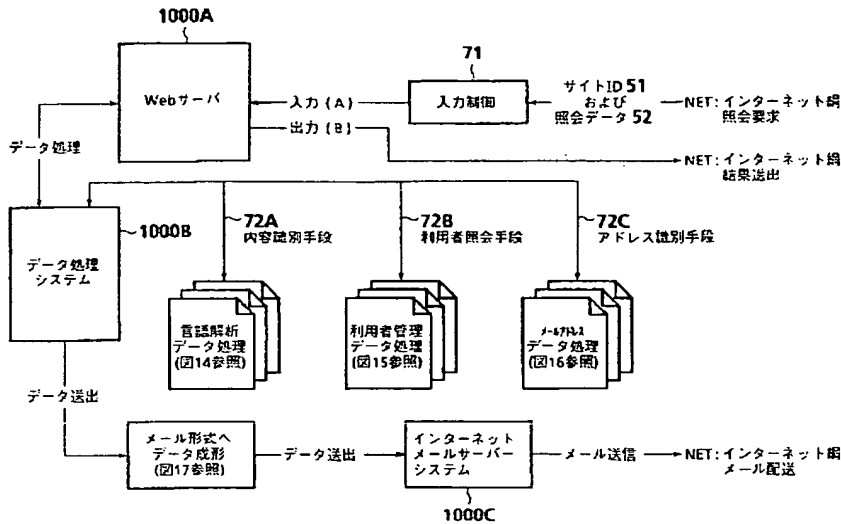 1000A
Webサーバ
71
入力制御
入力 (A)
出力 (B)
サイトID 51
および
照会データ 52
NET:インターネット網
照会要求
NET:インターネット網
結果送出
データ処理
1000B
データ処理
システム
72A
内容識別手段
72B
利用者照会手段
72C
アドレス識別手段
言語解析
データ処理
(図14参照)
利用者管理
データ処理
(図15参照)
メールアドレス
データ処理
(図16参照)
データ送出
メール形式へ
データ成形
(図17参照)
データ送出
インターネット
メールサーバー
システム
1000C
メール送信
NET:インターネット網
メール配送